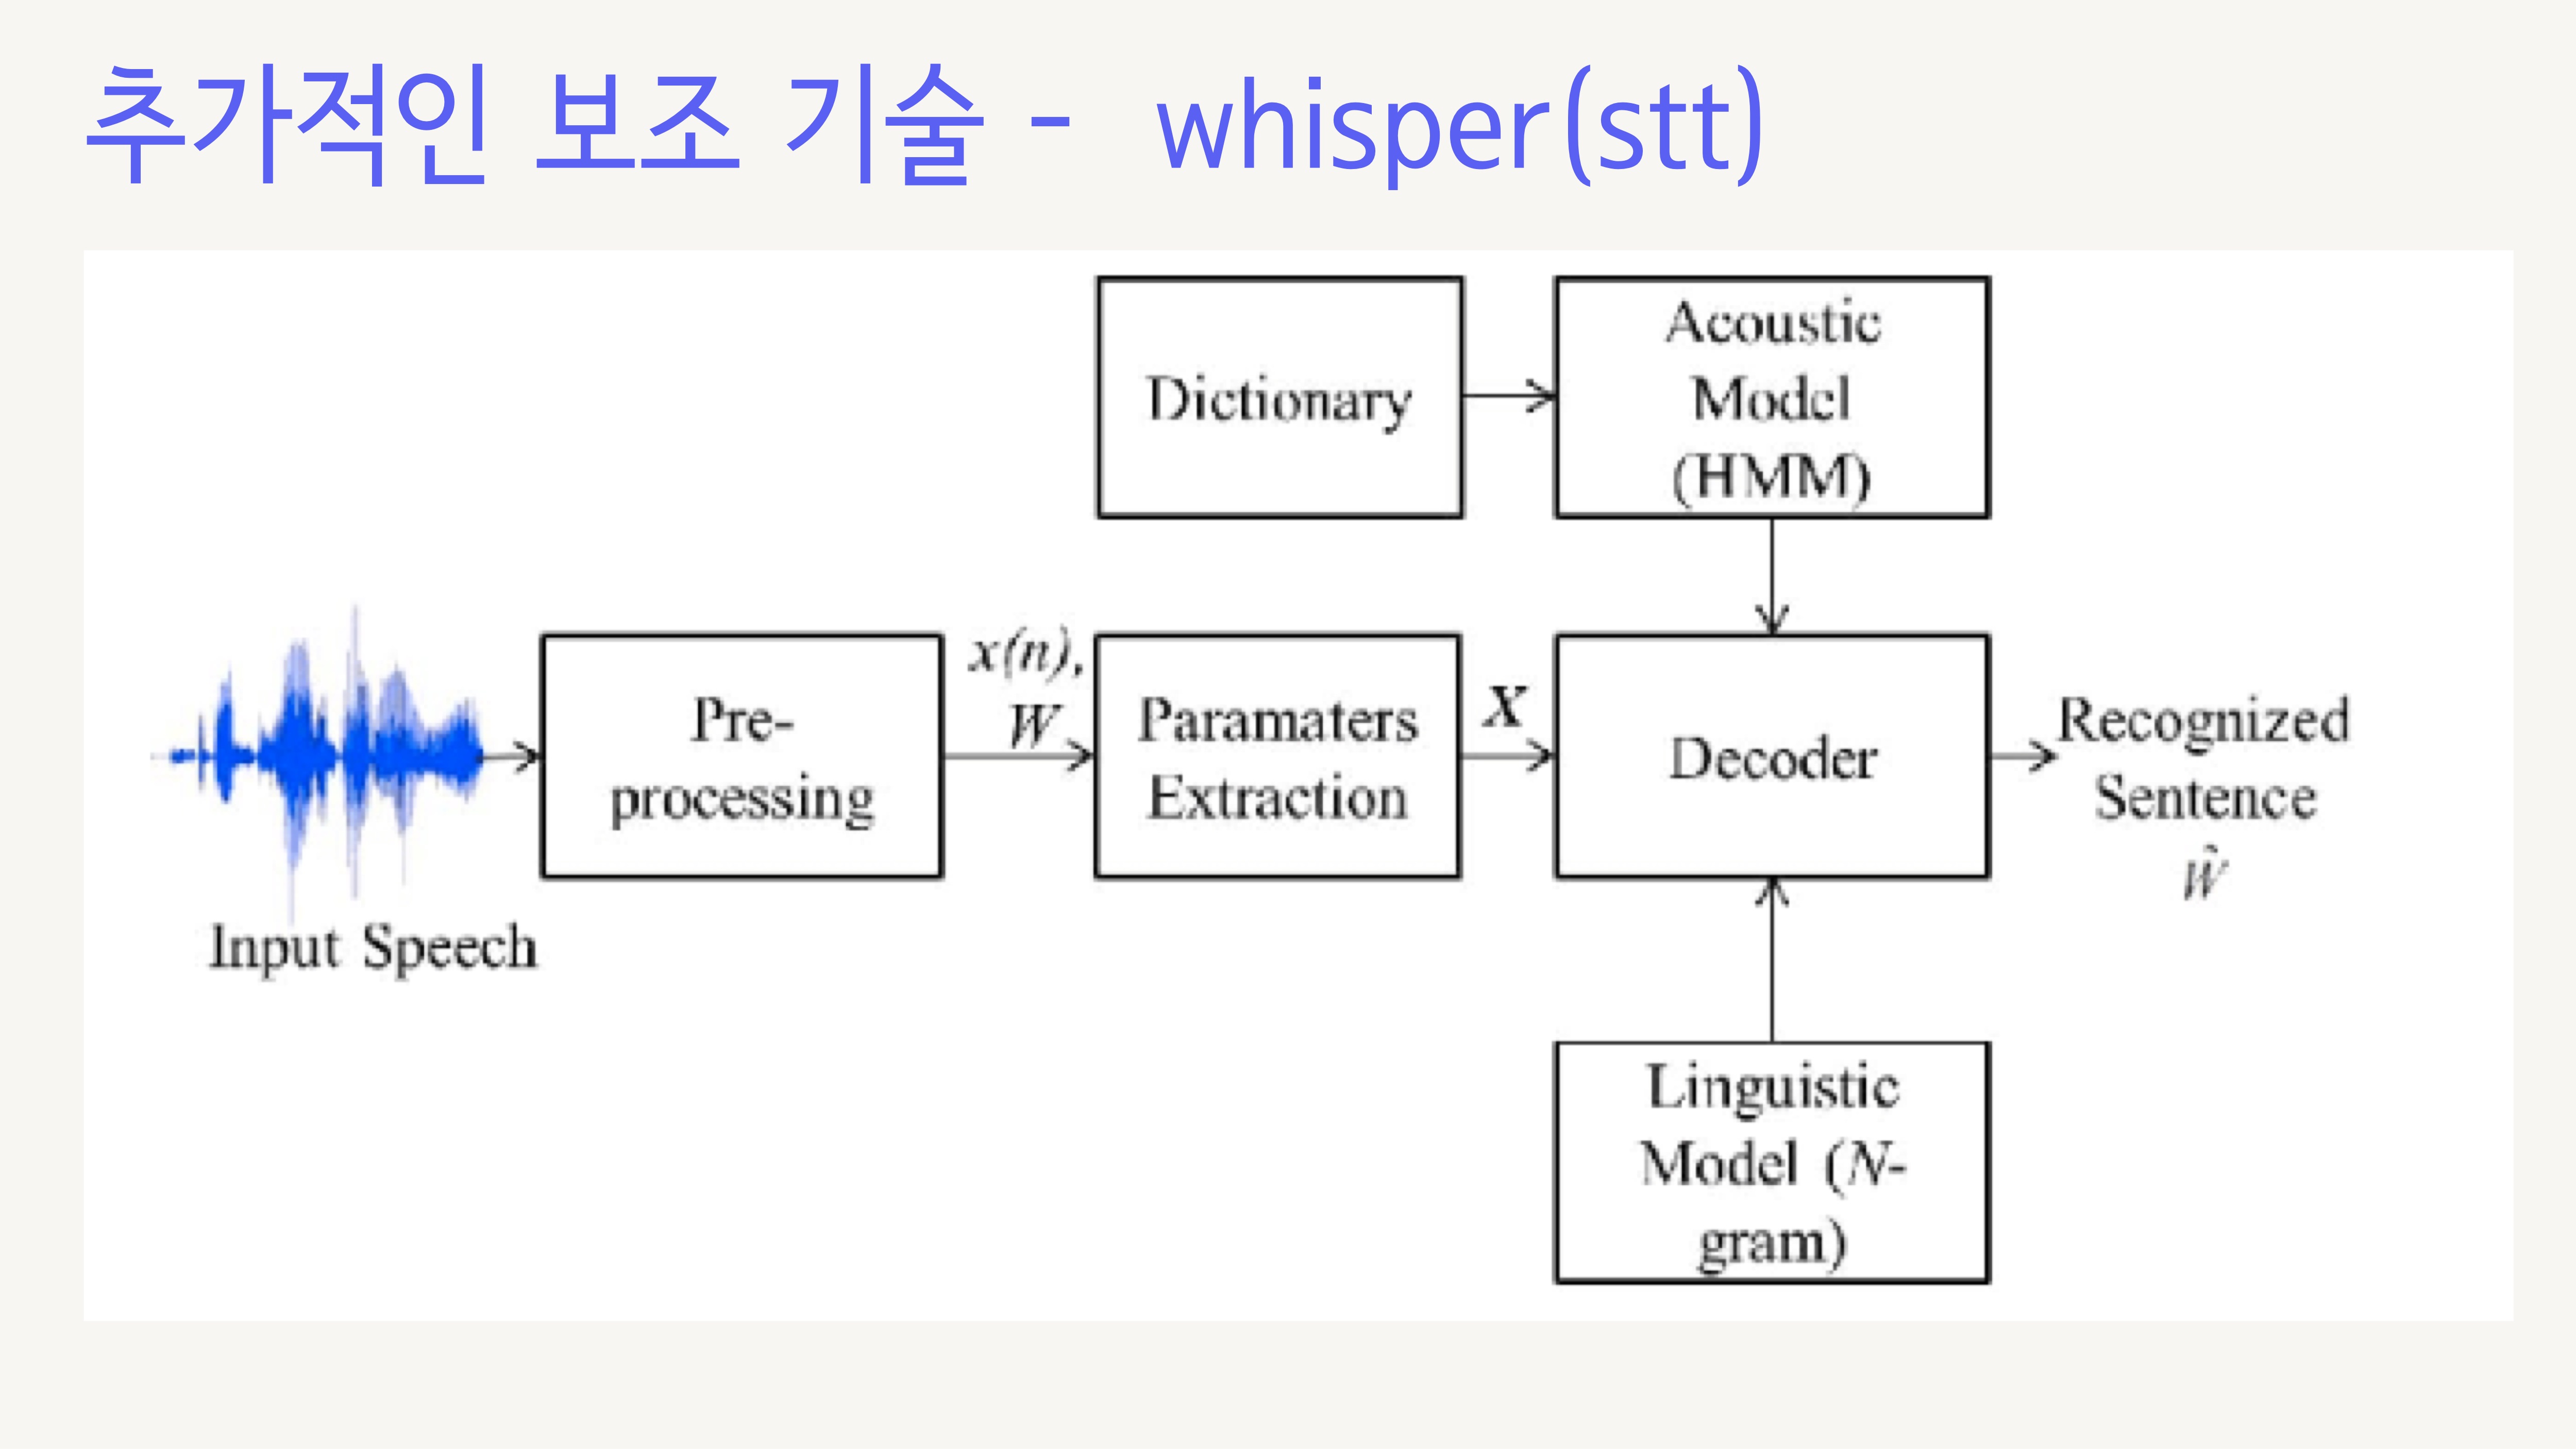 추가적인 보조 기술 - whisper(stt)
Dictionary
Acoustic
Model
(HMM)
Input Speech
Pre-
processing
x(n),
W
Paramaters
Extraction
X
Decoder
Recognized
Sentence
Ŵ
Linguistic
Model (N-
gram)